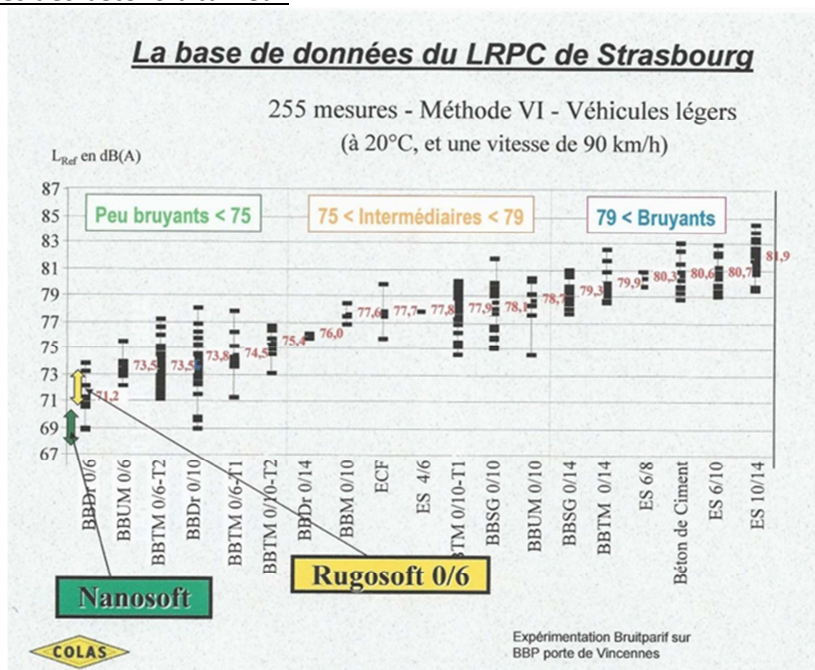 La base de données du LRPC de Strasbourg
255 mesures - Méthode VI - Véhicules légers
(à 20°C, et une vitesse de 90 km/h)
LRef en dB(A)
87
85
83
81
79
77
75
73
71
69
67
Peu bruyants < 75
75 < Intermédiaires < 79
79 < Bruyants
71,2
73,5
73,5
73,8
74,5
75,4
76,0
77,6
77,7
77,8
77,9
78,1
78,7
79,3
79,9
80,3
80,6
80,7
81,9
BBDr 0/6
BBUM 0/6
BBTM 0/6-T2
BBDr 0/10
BBTM 0/6-T1
BBTM 0/10-T2
BBDr 0/14
BBM 0/10
ECF
ES 4/6
BTM 0/10-T1
BBSG 0/10
BBUM 0/10
BBSG 0/14
BBTM 0/14
ES 6/8
Béton de Ciment
ES 6/10
ES 10/14
Nanosoft
Rugosoft 0/6
COLAS
Expérimentation Bruitparif sur
BBP porte de Vincennes